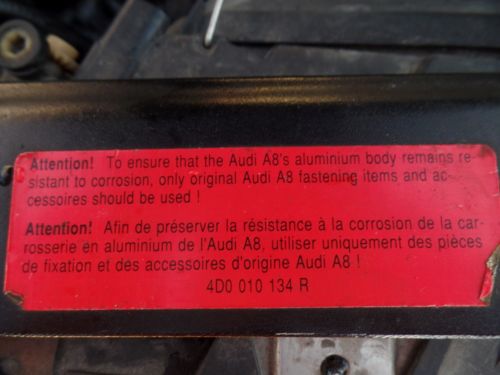 Attention! To ensure that the Audi A8's aluminium body remains re-
sistant to corrosion, only original Audi A8 fastening items and ac-
cessoires should be used !
Attention! Afin de préserver la résistance à la corrosion de la car-
rosserie en aluminium de l'Audi A8, utiliser uniquement des pièces
de fixation et des accessoires d'origine Audi A8 !
4D0 010 134 R